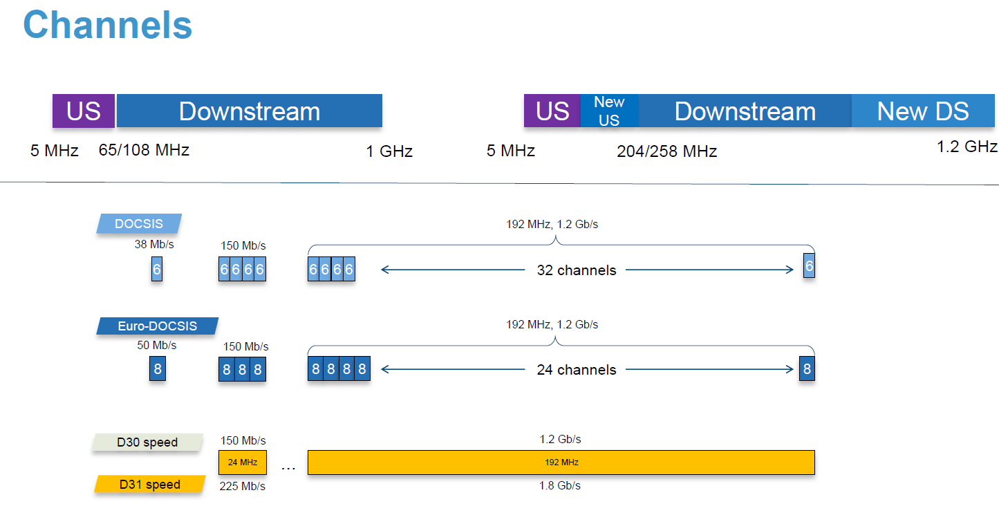 Channels
US Downstream US New US Downstream New DS
5 MHz 65/108 MHz 1 GHz 5 MHz 204/258 MHz 1.2 GHz
DOCSIS
192 MHz, 1.2 Gb/s
38 Mb/s 150 Mb/s
6 6 6 6 6 6 6 6 6 32 channels 6
Euro-DOCSIS
192 MHz, 1.2 Gb/s
50 Mb/s 150 Mb/s
8 8 8 8 8 8 8 8 24 channels 8
D30 speed 150 Mb/s 1.2 Gb/s
24 MHz ... 192 MHz
D31 speed 225 Mb/s 1.8 Gb/s